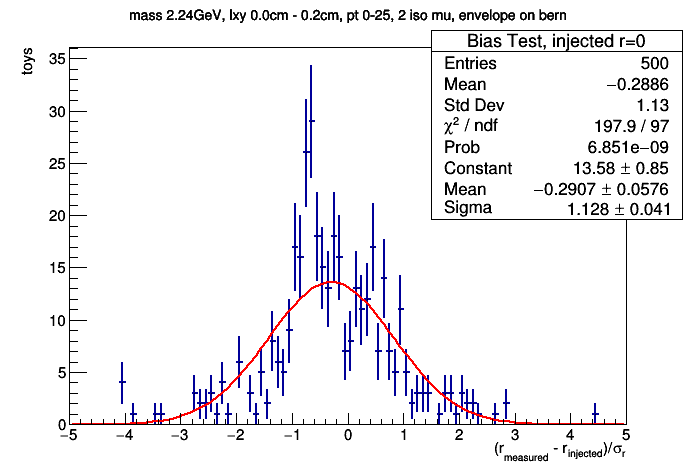 mass 2.24GeV, lxy 0.0cm - 0.2cm, pt 0-25, 2 iso mu, envelope on bern
Bias Test, injected r=0
Entries 500
Mean −0.2886
Std Dev 1.13
χ² / ndf 197.9 / 97
Prob 6.851e−09
Constant 13.58 ± 0.85
Mean −0.2907 ± 0.0576
Sigma 1.128 ± 0.041
toys
35
30
25
20
15
10
5
0
−5 −4 −3 −2 −1 0 1 2 3 4 5
(r_measured - r_injected)/σ_r